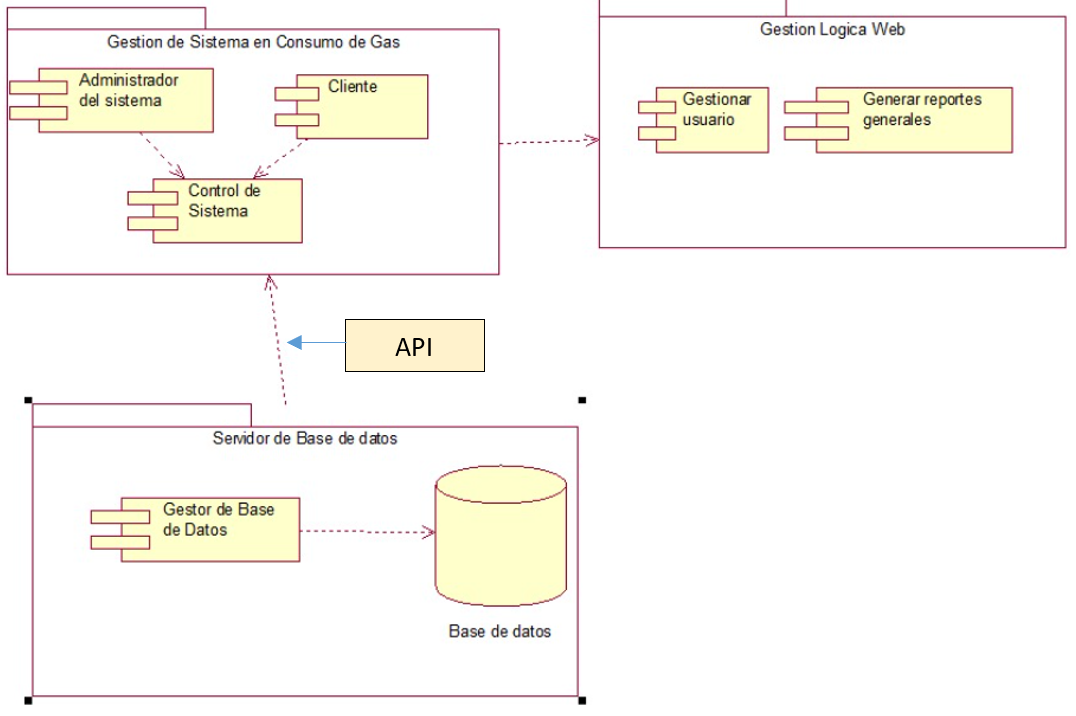 Gestion de Sistema en Consumo de Gas
Administrador
del sistema
Cliente
Control de
Sistema
Gestion Logica Web
Gestionar
usuario
Generar reportes
generales
API
Servidor de Base de datos
Gestor de Base
de Datos
Base de datos